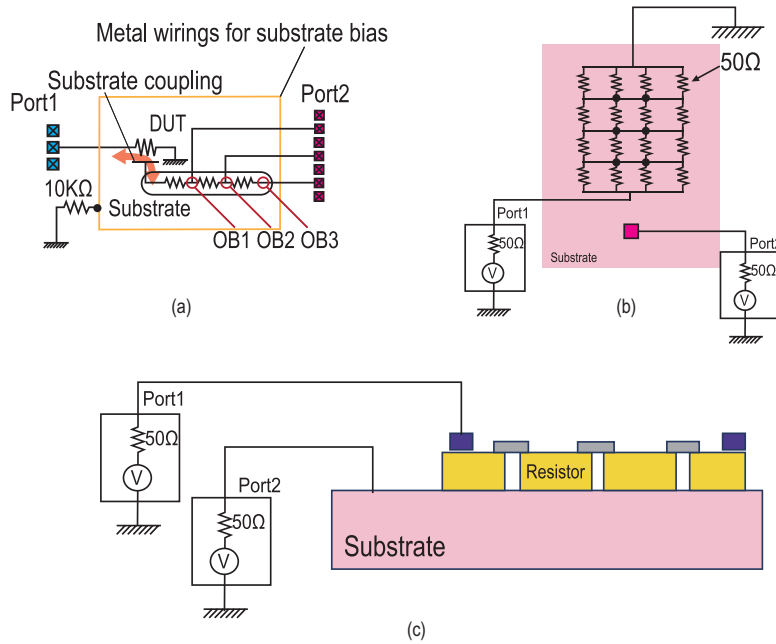 Metal wirings for substrate bias
Substrate coupling
Port1
DUT
Port2
10KΩ
Substrate
OB1 OB2 OB3
(a)
50Ω
Port1
50Ω
V
Substrate
50Ω
V
(b)
Port1
50Ω
V
Port2
50Ω
V
Resistor
Substrate
(c)